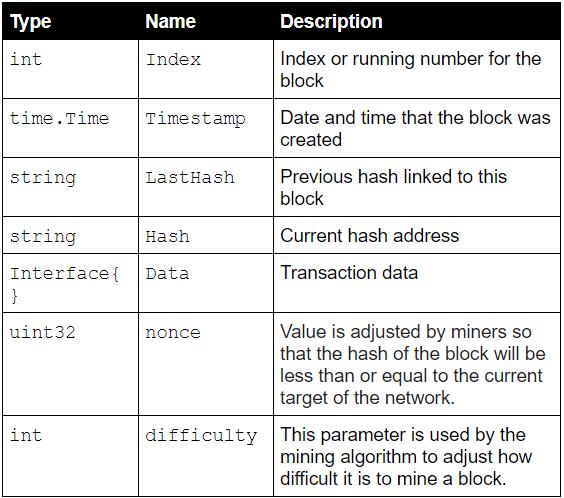 Type Name Description
int Index Index or running number for the
block
time.Time Timestamp Date and time that the block was
created
string LastHash Previous hash linked to this
block
string Hash Current hash address
Interface{ Data Transaction data
}
uint32 nonce Value is adjusted by miners so
that the hash of the block will be
less than or equal to the current
target of the network.
int difficulty This parameter is used by the
mining algorithm to adjust how
difficult it is to mine a block.